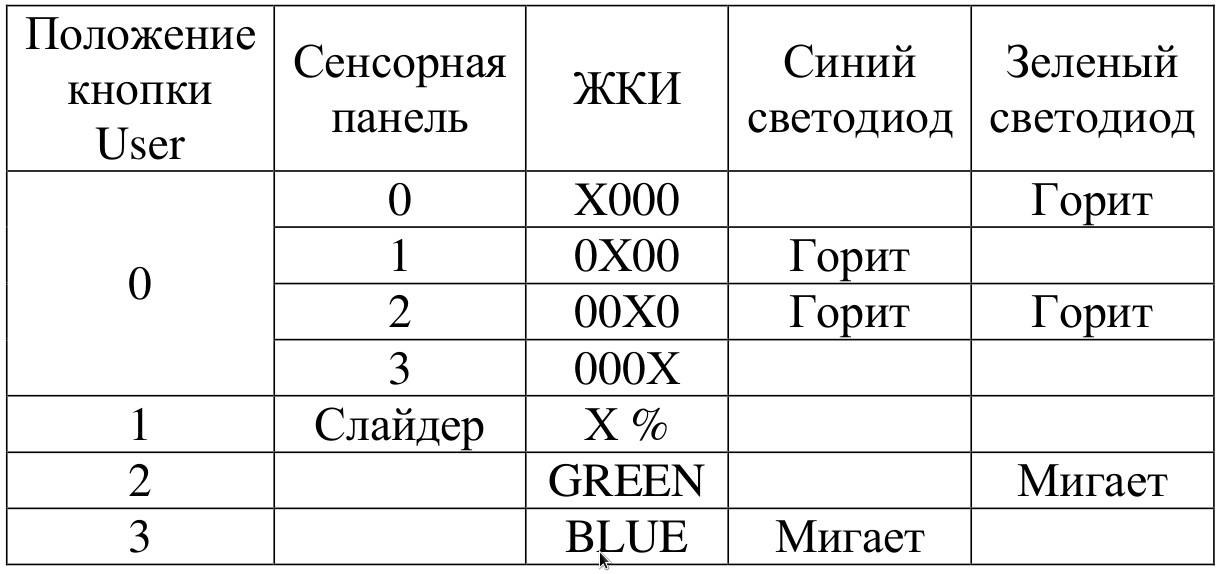 Положение кнопки User
Сенсорная панель
ЖКИ
Синий светодиод
Зеленый светодиод
0
0
X000
Горит
1
0X00
Горит
2
00X0
Горит
Горит
3
000X
1
Слайдер
X %
2
GREEN
Мигает
3
BLUE
Мигает